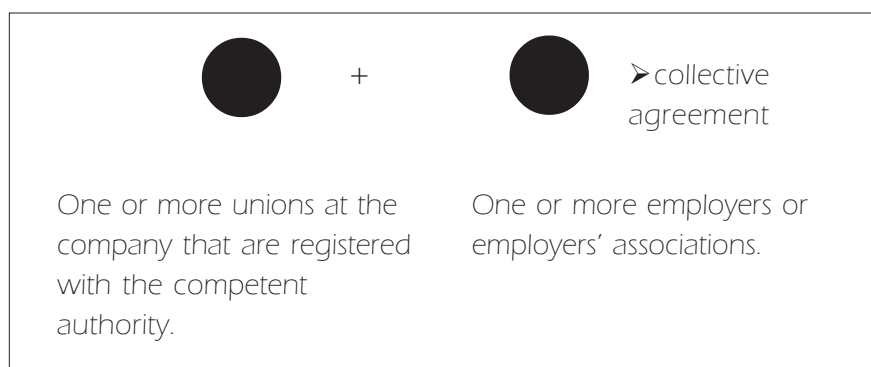 +
➤collective
agreement
One or more unions at the
company that are registered
with the competent
authority.
One or more employers or
employers’ associations.